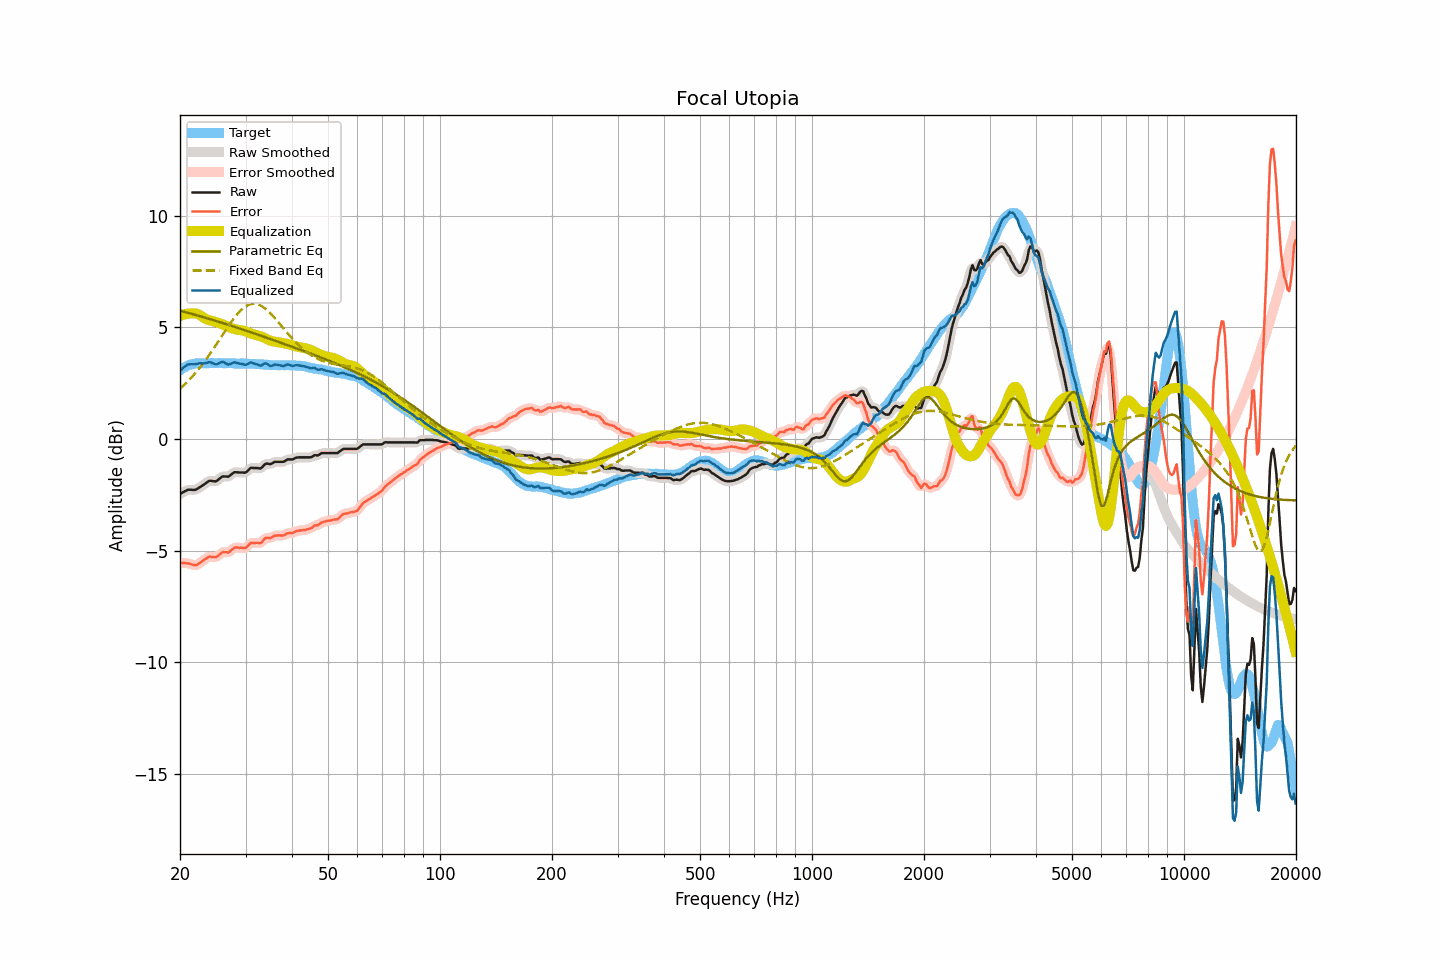 Focal Utopia
Target
Raw Smoothed
Error Smoothed
Raw
Error
Equalization
Parametric Eq
Fixed Band Eq
Equalized
Amplitude (dBr)
10
5
0
−5
−10
−15
20 50 100 200 500 1000 2000 5000 10000 20000
Frequency (Hz)